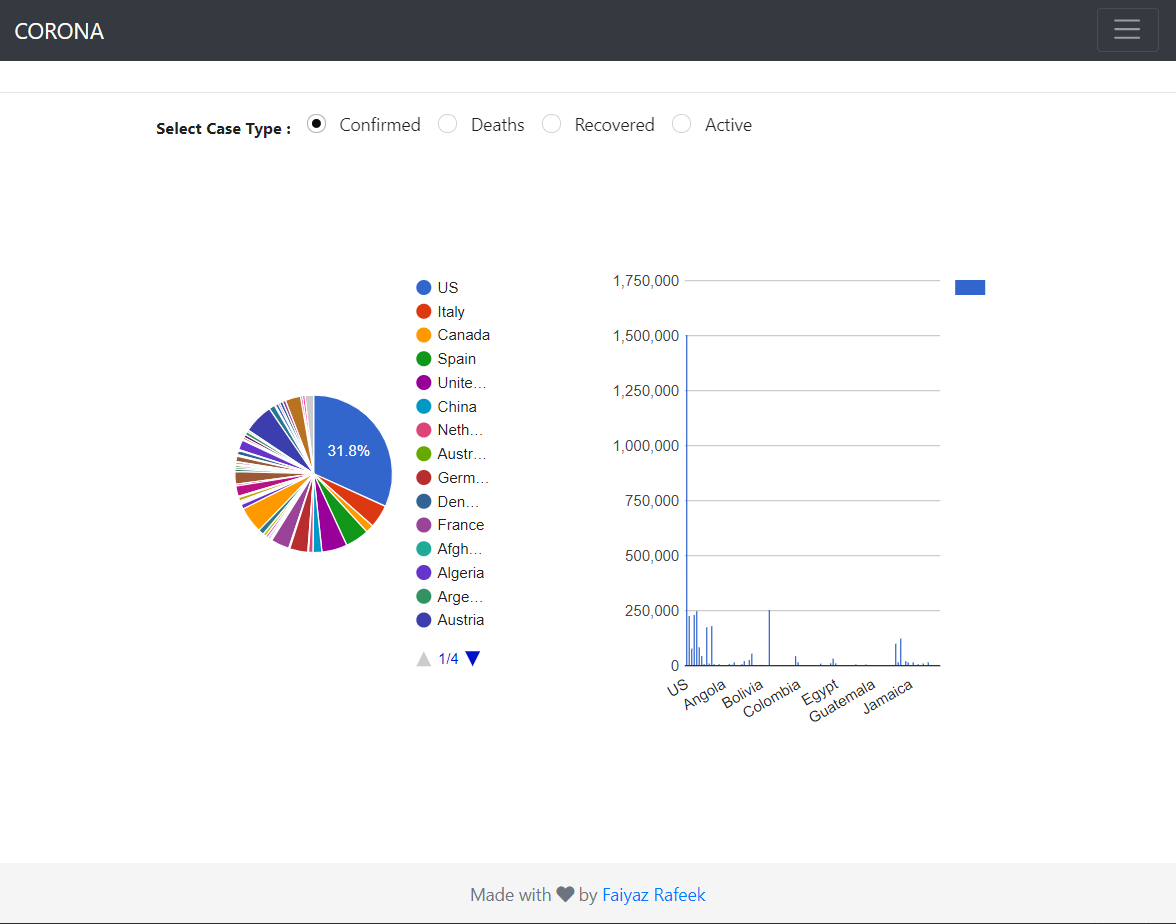 CORONA
Select Case Type : Confirmed Deaths Recovered Active
US
Italy
Canada
Spain
Unite...
China
Neth...
Austr...
Germ...
Den...
France
Afgh...
Algeria
Arge...
Austria
1/4
31.8%
1,750,000
1,500,000
1,250,000
1,000,000
750,000
500,000
250,000
0
US
Angola
Bolivia
Colombia
Egypt
Guatemala
Jamaica
Made with by Faiyaz Rafeek